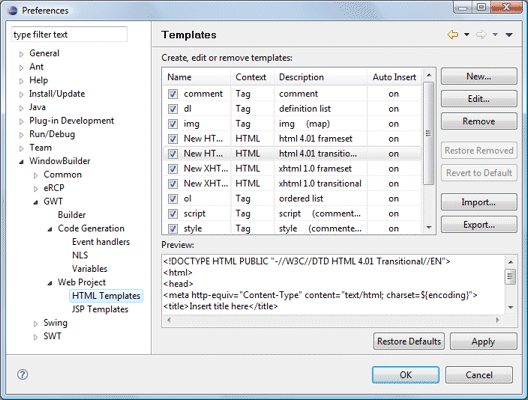 Preferences
type filter text
General
Ant
Help
Install/Update
Java
Plug-in Development
Run/Debug
Team
WindowBuilder
Common
eRCP
GWT
Builder
Code Generation
Event handlers
NLS
Variables
Web Project
HTML Templates
JSP Templates
Swing
SWT
Templates
Create, edit or remove templates:
Name Context Description Auto Insert
comment Tag comment on
dl Tag definition list on
img Tag img (map) on
New HT... HTML html 4.01 frameset on
New HT... HTML html 4.01 transitio... on
New XHT... HTML xhtml 1.0 frameset on
New XHT... HTML xhtml 1.0 transitional on
ol Tag ordered list on
script Tag script (comme... on
style Tag style (commente... on
New...
Edit...
Remove
Restore Removed
Revert to Default
Import...
Export...
Preview:
<!DOCTYPE HTML PUBLIC "-//W3C//DTD HTML 4.01 Transitional//EN">
<html>
<head>
<meta http-equiv="Content-Type" content="text/html; charset=${encoding}">
<title>Insert title here</title>
Restore Defaults
Apply
?
OK
Cancel